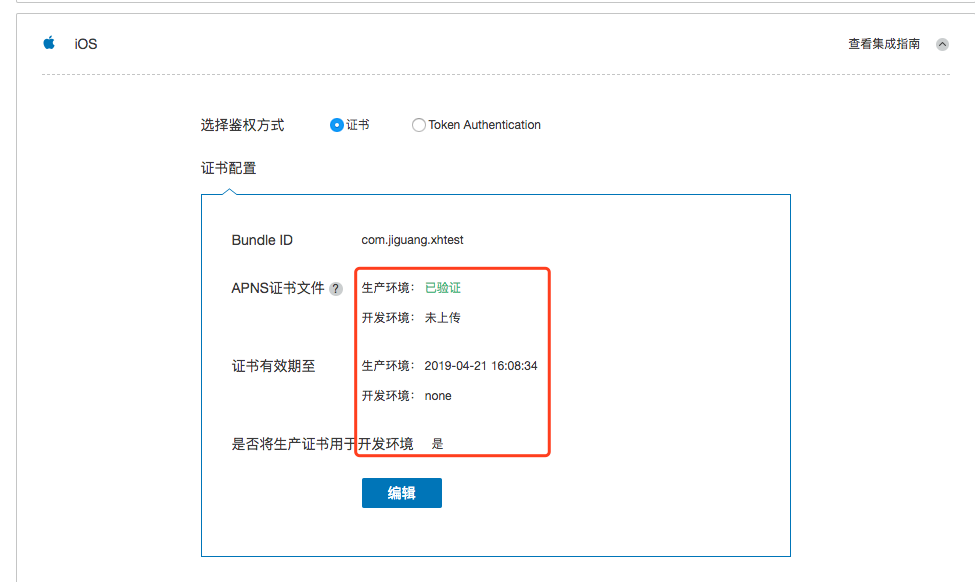 iOS
查看集成指南
选择鉴权方式 证书 Token Authentication
证书配置
Bundle ID com.jiguang.xhtest
APNS证书文件 ? 生产环境： 已验证
开发环境： 未上传
证书有效期至 生产环境： 2019-04-21 16:08:34
开发环境： none
是否将生产证书用于开发环境 是
编辑